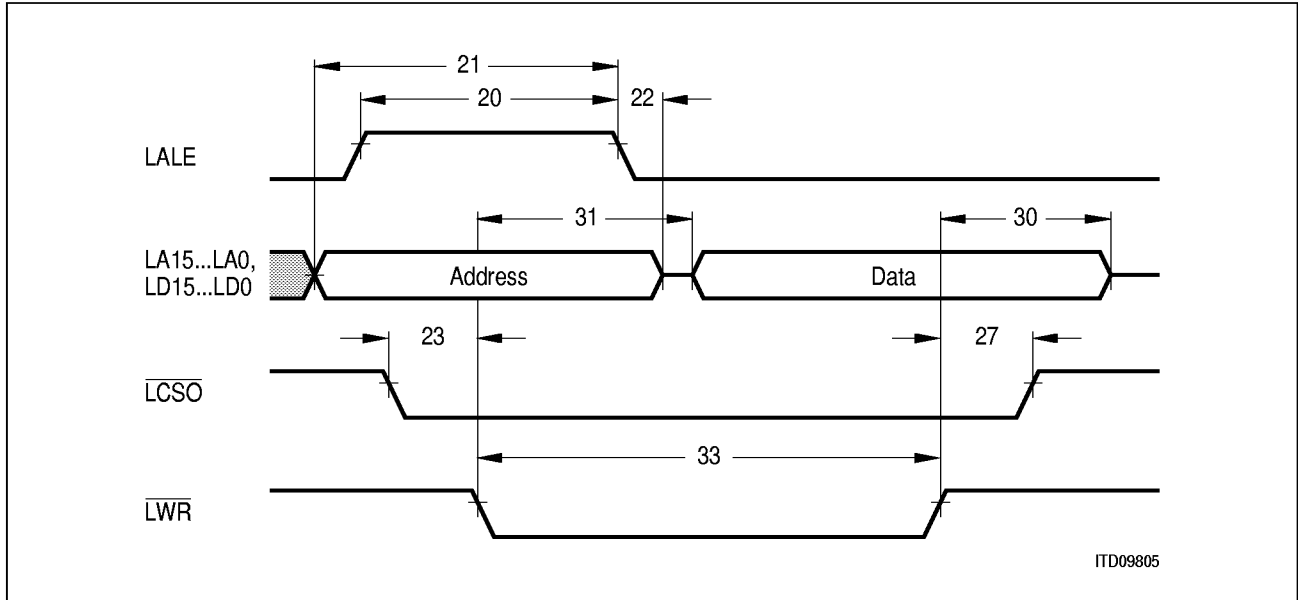 21
20
22
LALE
31
30
LA15...LA0,
LD15...LD0
Address
Data
23
27
LCSO
33
LWR
ITD09805